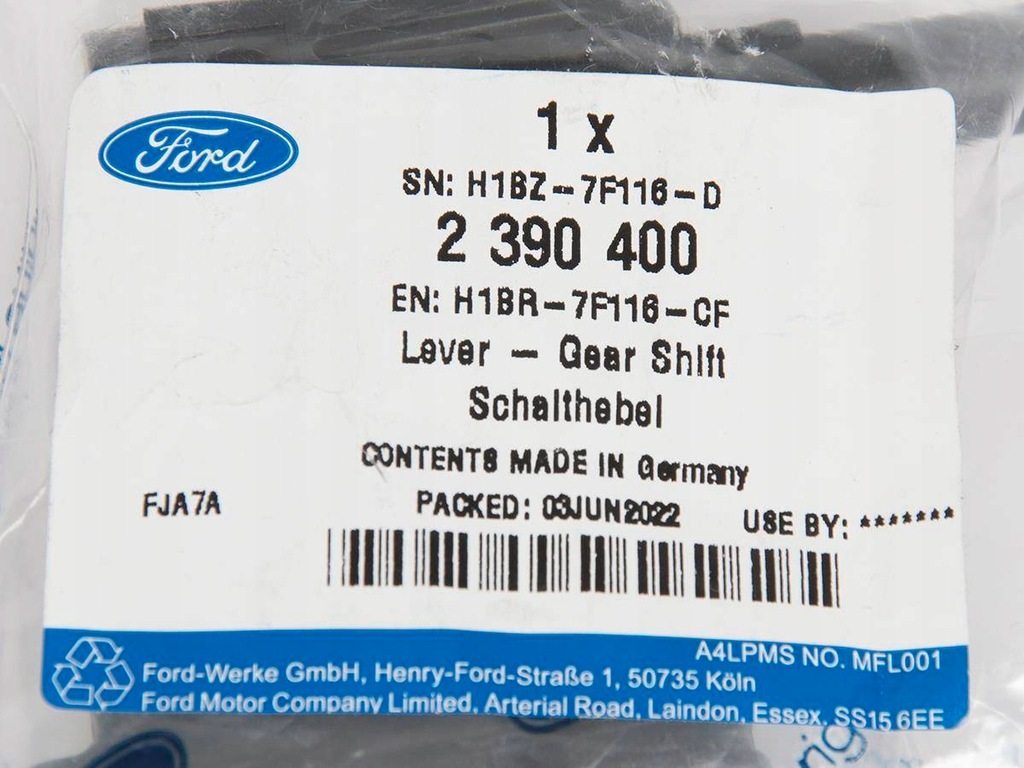 Ford
1 x
SN: H1BZ-7F116-D
2 390 400
EN: H1BR-7F116-CF
Lever - Gear Shift
Schalthebel
CONTENTS MADE IN Germany
FJA7A
PACKED: 03JUN2022
USE BY: *******
A4LPMS NO. MFL001
Ford-Werke GmbH, Henry-Ford-Straße 1, 50735 Köln
Ford Motor Company Limited, Arterial Road, Laindon, Essex, SS15 6EE